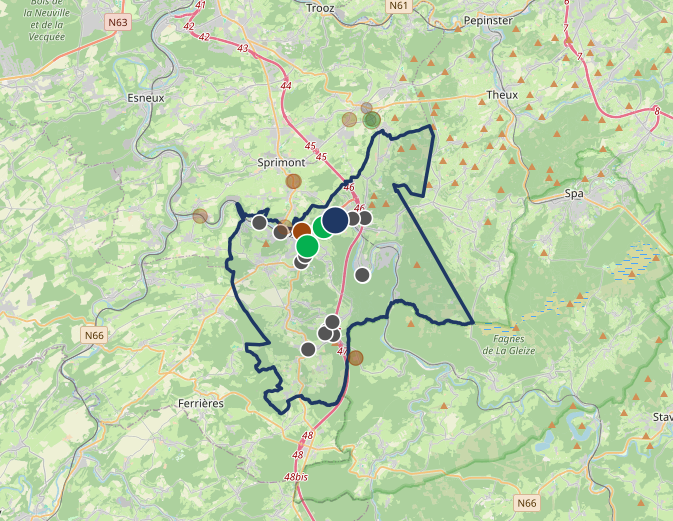 Bois de
la Neuville
et de la
Vecquée
N63
41
42
42
43
44
Trooz
N61
Pepinster
6
7
7
8
Esneux
Theux
45
45
Sprimont
46
46
Spa
N66
47
Fagnes
de La Gleize
Ferrières
48
48
48bis
Stav
N66